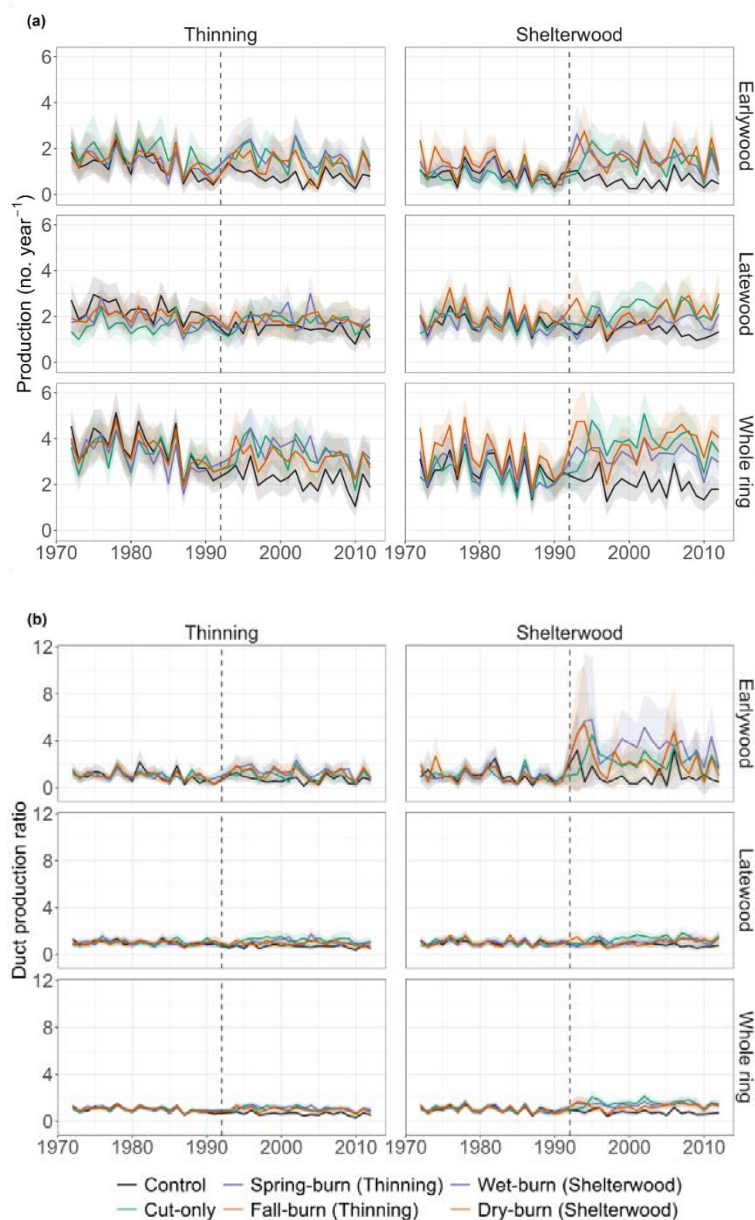 (a)
Thinning Shelterwood
6
4
2
0
Earlywood
6
4
2
0
Latewood
6
4
2
0
Whole ring
Production (no. year⁻¹)
1970 1980 1990 2000 2010 1970 1980 1990 2000 2010
(b)
Thinning Shelterwood
12
8
4
0
Earlywood
12
8
4
0
Latewood
12
8
4
0
Whole ring
Duct production ratio
1970 1980 1990 2000 2010 1970 1980 1990 2000 2010
Control Spring-burn (Thinning) Wet-burn (Shelterwood)
Cut-only Fall-burn (Thinning) Dry-burn (Shelterwood)